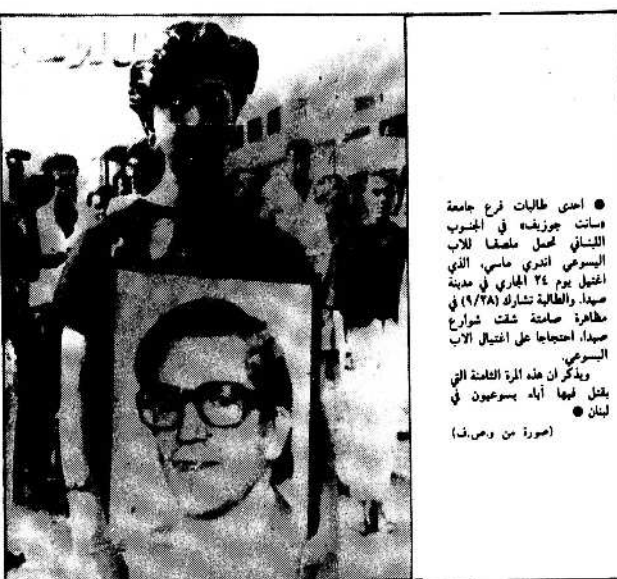 ● احدى طالبات فرع جامعة
«سانت جوزيف» في الجنوب
اللبناني تحمل ملصقا للاب
اليسوعي اندري ماسي، الذي
اغتيل يوم ٢٤ الجاري في مدينة
صيدا. والطالبة تشارك (٩/٢٨) في
مظاهرة صامتة شقت شوارع
صيدا، احتجاجا على اغتيال الاب
اليسوعي.
ويذكر ان هذه المرة الثامنة التي
يقتل فيها آباء يسوعيون في
لبنان ●
(صورة من و.ص.ف)